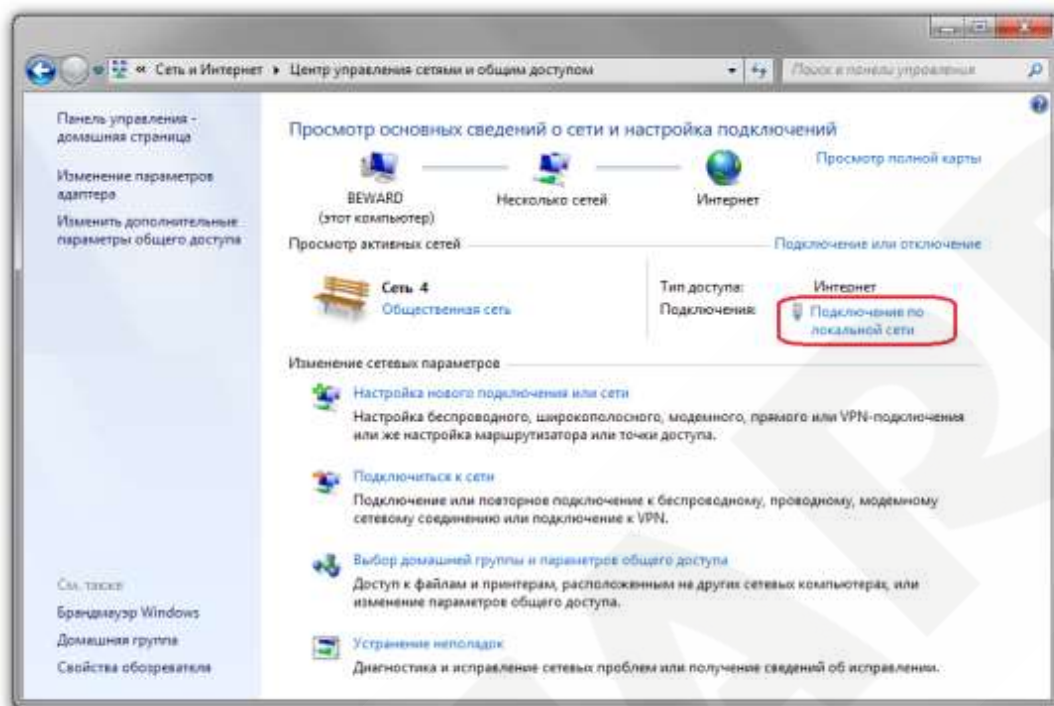 « Сеть и Интернет ▸ Центр управления сетями и общим доступом
Поиск в панели управления
Панель управления -
домашняя страница
Изменение параметров
адаптера
Изменить дополнительные
параметры общего доступа
См. также
Брандмауэр Windows
Домашняя группа
Свойства обозревателя
Просмотр основных сведений о сети и настройка подключений
Просмотр полной карты
BEWARD
(этот компьютер)
Несколько сетей
Интернет
Просмотр активных сетей
Подключение или отключение
Сеть 4
Общественная сеть
Тип доступа: Интернет
Подключения: Подключение по
локальной сети
Изменение сетевых параметров
Настройка нового подключения или сети
Настройка беспроводного, широкополосного, модемного, прямого или VPN-подключения
или же настройка маршрутизатора или точки доступа.
Подключиться к сети
Подключение или повторное подключение к беспроводному, проводному, модемному
сетевому соединению или подключение к VPN.
Выбор домашней группы и параметров общего доступа
Доступ к файлам и принтерам, расположенным на других сетевых компьютерах, или
изменение параметров общего доступа.
Устранение неполадок
Диагностика и исправление сетевых проблем или получение сведений об исправлении.